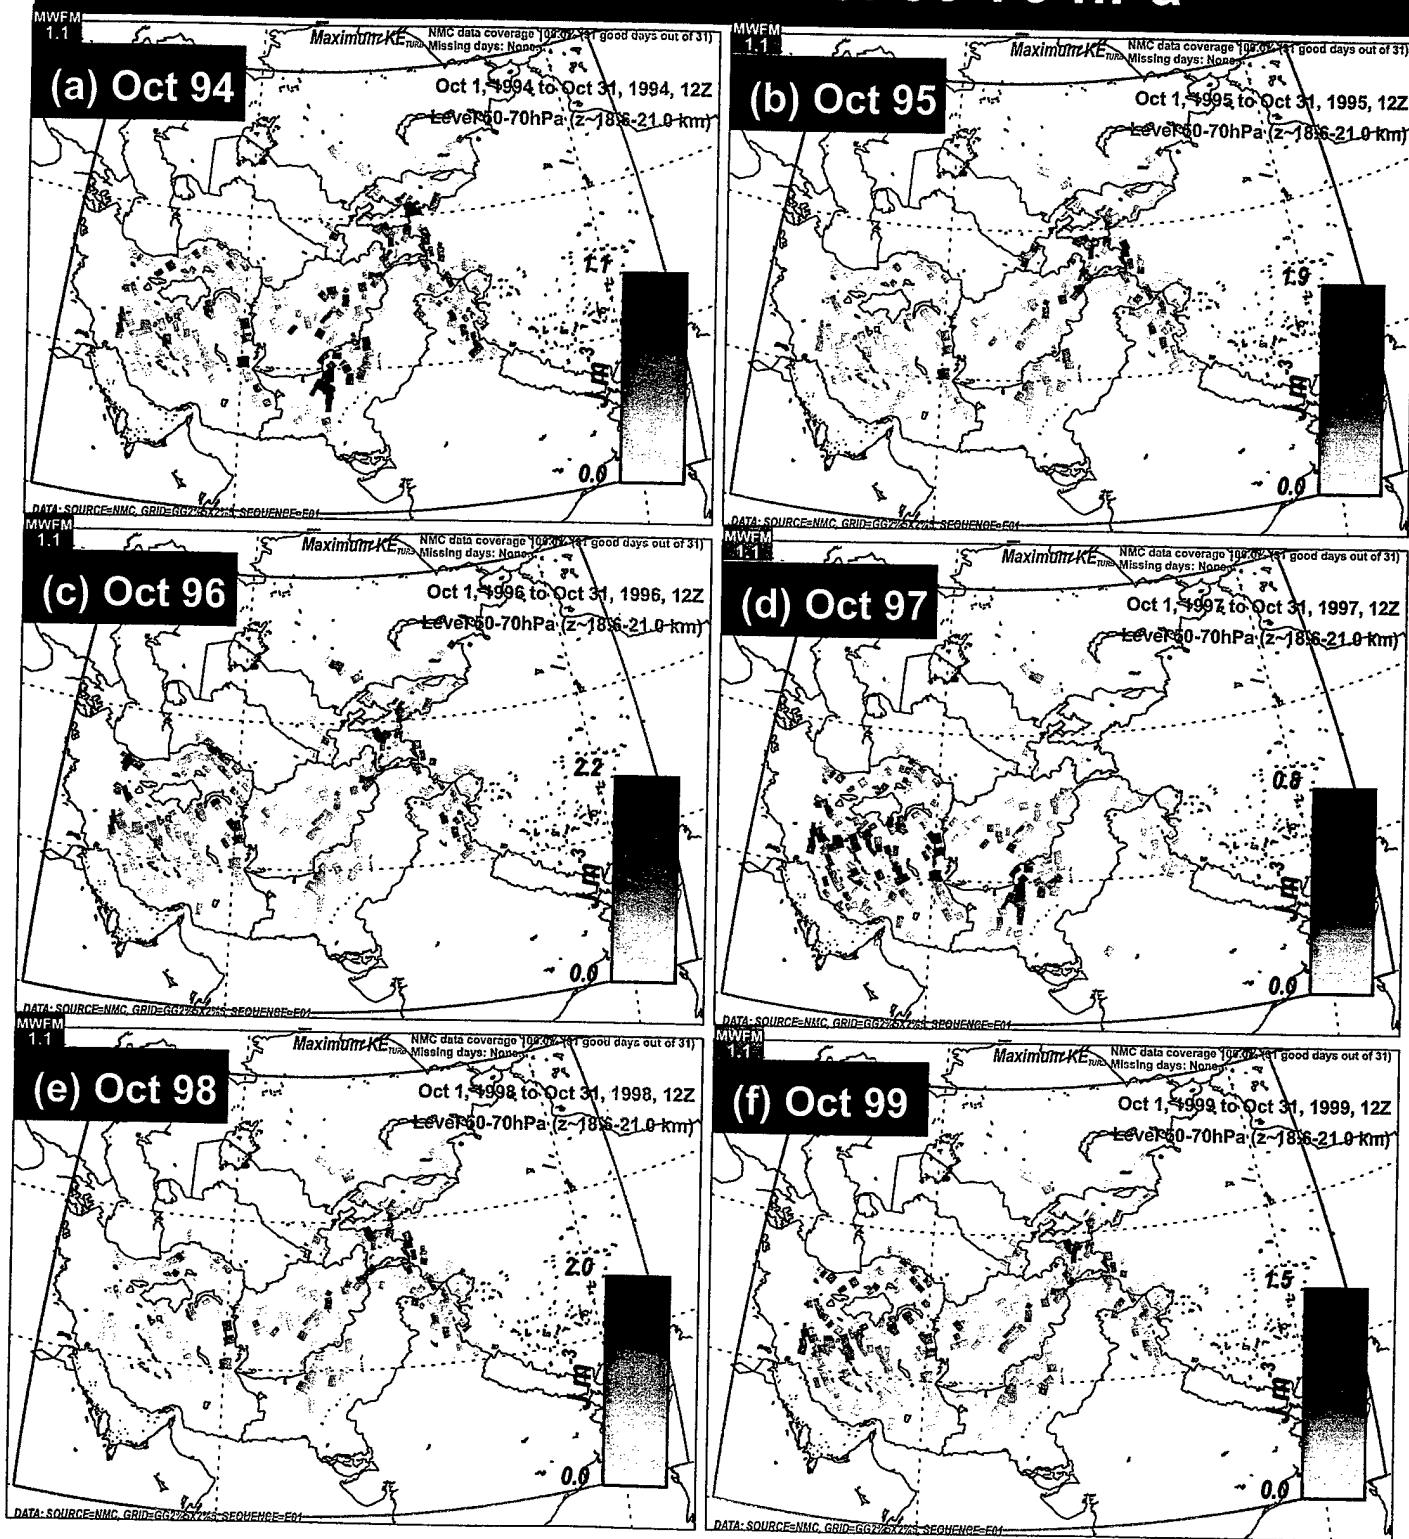 MWFM
1.1
Maximum KE TURB
NMC data coverage 100.0% (31 good days out of 31)
Missing days: None
(a) Oct 94
Oct 1, 1994 to Oct 31, 1994, 12Z
Level 50-70hPa (z~18.6-21.0 km)
1.1
J m-3
0.0
DATA: SOURCE=NMC, GRID=GG2%5X2%5, SEQUENCE=E01
MWFM
1.1
Maximum KE TURB
NMC data coverage 100.0% (31 good days out of 31)
Missing days: None
(b) Oct 95
Oct 1, 1995 to Oct 31, 1995, 12Z
Level 50-70hPa (z~18.6-21.0 km)
1.9
J m-3
0.0
DATA: SOURCE=NMC, GRID=GG2%5X2%5, SEQUENCE=E01
MWFM
1.1
Maximum KE TURB
NMC data coverage 100.0% (31 good days out of 31)
Missing days: None
(c) Oct 96
Oct 1, 1996 to Oct 31, 1996, 12Z
Level 50-70hPa (z~18.6-21.0 km)
2.2
J m-3
0.0
DATA: SOURCE=NMC, GRID=GG2%5X2%5, SEQUENCE=E01
MWFM
1.1
Maximum KE TURB
NMC data coverage 100.0% (31 good days out of 31)
Missing days: None
(d) Oct 97
Oct 1, 1997 to Oct 31, 1997, 12Z
Level 50-70hPa (z~18.6-21.0 km)
0.8
J m-3
0.0
DATA: SOURCE=NMC, GRID=GG2%5X2%5, SEQUENCE=E01
MWFM
1.1
Maximum KE TURB
NMC data coverage 100.0% (31 good days out of 31)
Missing days: None
(e) Oct 98
Oct 1, 1998 to Oct 31, 1998, 12Z
Level 50-70hPa (z~18.6-21.0 km)
2.0
J m-3
0.0
DATA: SOURCE=NMC, GRID=GG2%5X2%5, SEQUENCE=E01
MWFM
1.1
Maximum KE TURB
NMC data coverage 100.0% (31 good days out of 31)
Missing days: None
(f) Oct 99
Oct 1, 1999 to Oct 31, 1999, 12Z
Level 50-70hPa (z~18.6-21.0 km)
1.5
J m-3
0.0
DATA: SOURCE=NMC, GRID=GG2%5X2%5, SEQUENCE=E01